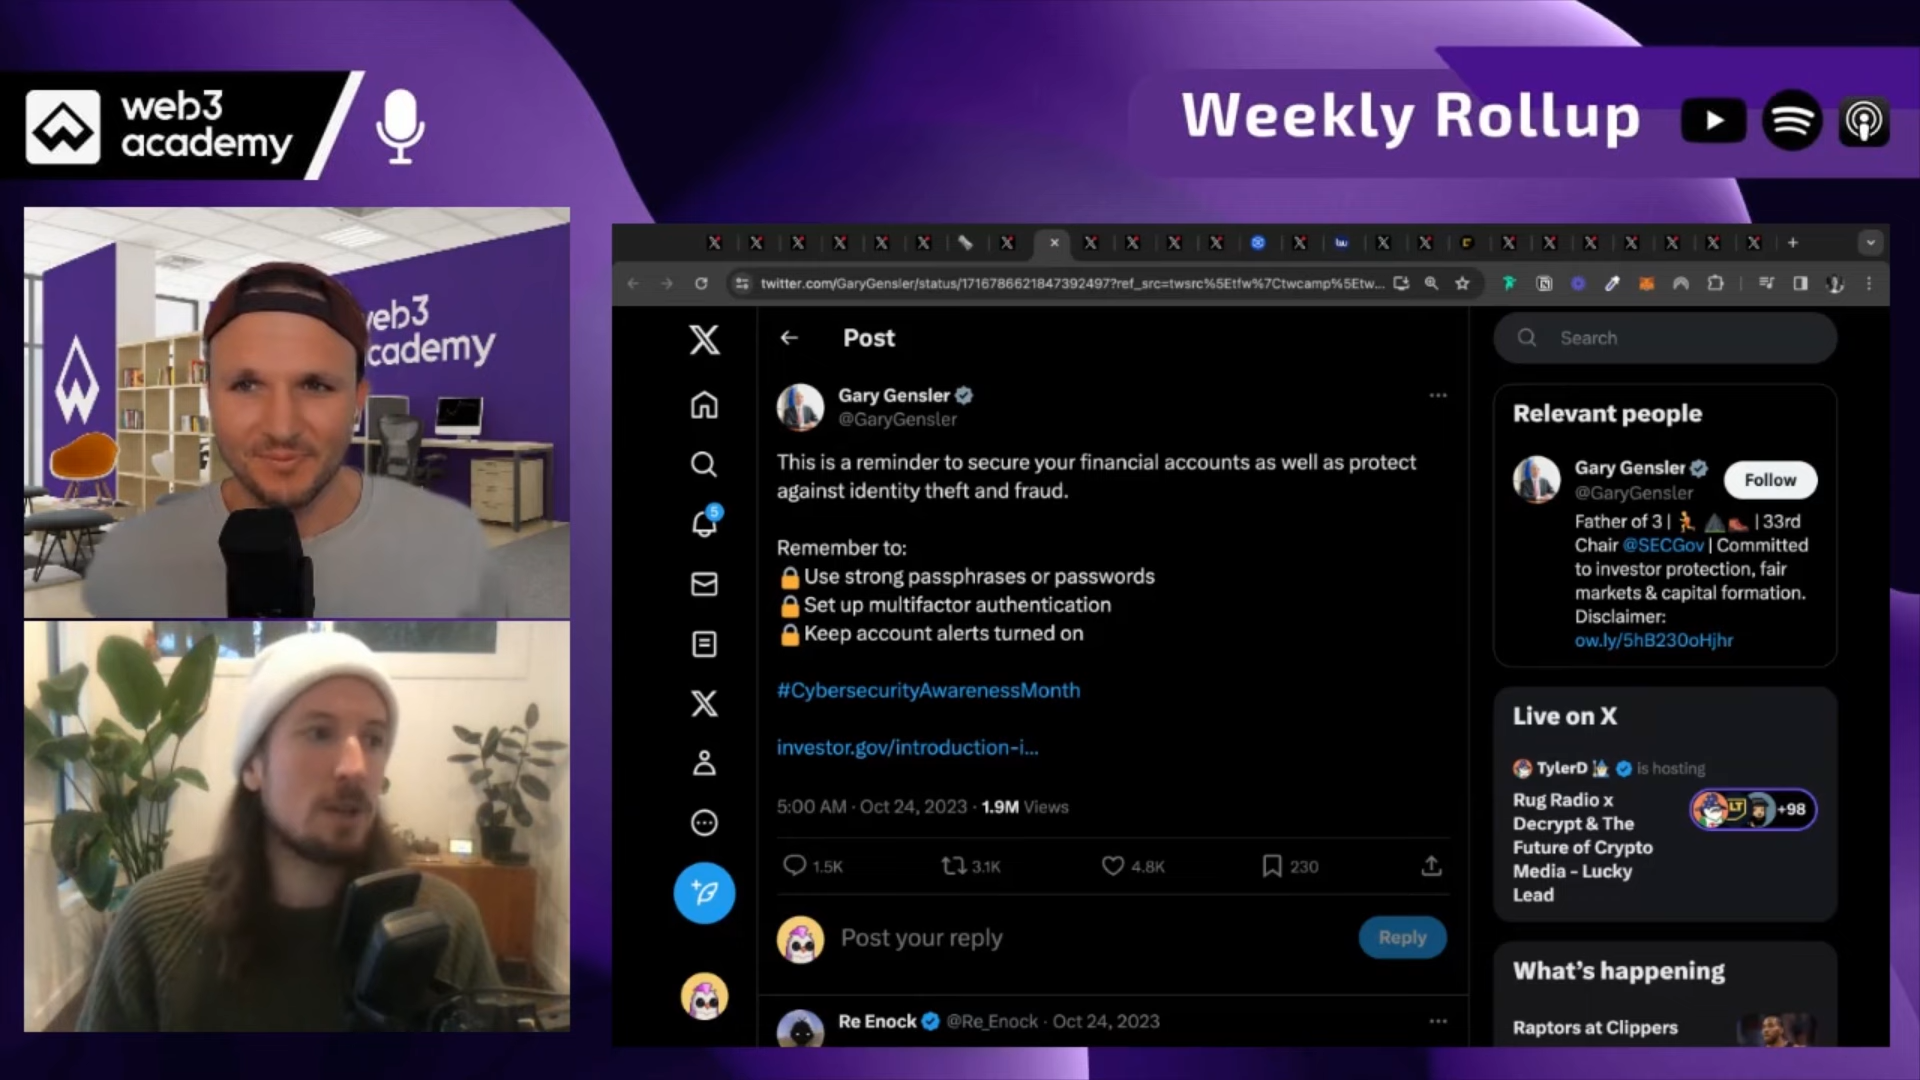 web3
academy
Weekly Rollup
web3
academy
twitter.com/GaryGensler/status/1716786621847392497?ref_src=twsrc%5Etfw%7Ctwcamp%5Etw...
Post
Gary Gensler
@GaryGensler
This is a reminder to secure your financial accounts as well as protect
against identity theft and fraud.
Remember to:
🔒Use strong passphrases or passwords
🔒Set up multifactor authentication
🔒Keep account alerts turned on
#CybersecurityAwarenessMonth
investor.gov/introduction-i...
5:00 AM · Oct 24, 2023 · 1.9M Views
1.5K 3.1K 4.8K 230
Post your reply
Reply
Re Enock @Re_Enock · Oct 24, 2023
5
Search
Relevant people
Gary Gensler
@GaryGensler
Follow
Father of 3 | | 33rd
Chair @SECGov | Committed
to investor protection, fair
markets & capital formation.
Disclaimer:
ow.ly/5hB230oHjhr
Live on X
TylerD is hosting
Rug Radio x
Decrypt & The
Future of Crypto
Media - Lucky
Lead
LT
+98
What's happening
Raptors at Clippers